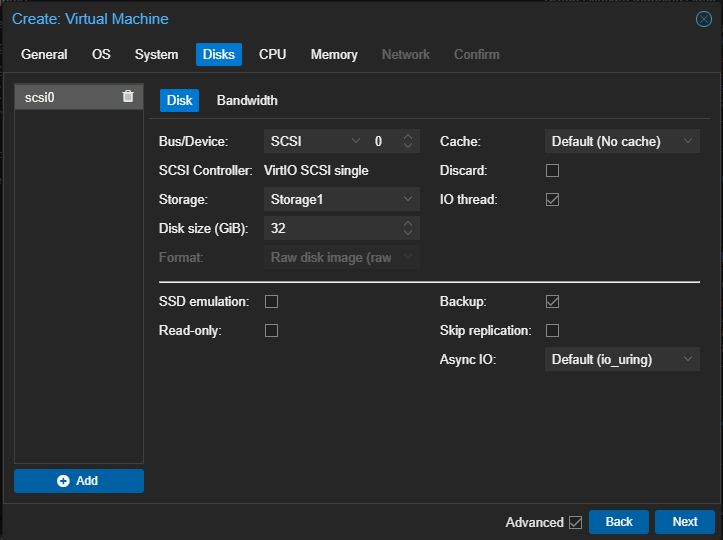 Create: Virtual Machine
General OS System Disks CPU Memory Network Confirm
scsi0
Disk Bandwidth
Bus/Device: SCSI 0 Cache: Default (No cache)
SCSI Controller: VirtIO SCSI single Discard:
Storage: Storage1 IO thread:
Disk size (GiB): 32
Format: Raw disk image (raw
SSD emulation: Backup:
Read-only: Skip replication:
Async IO: Default (io_uring)
Add
Advanced Back Next